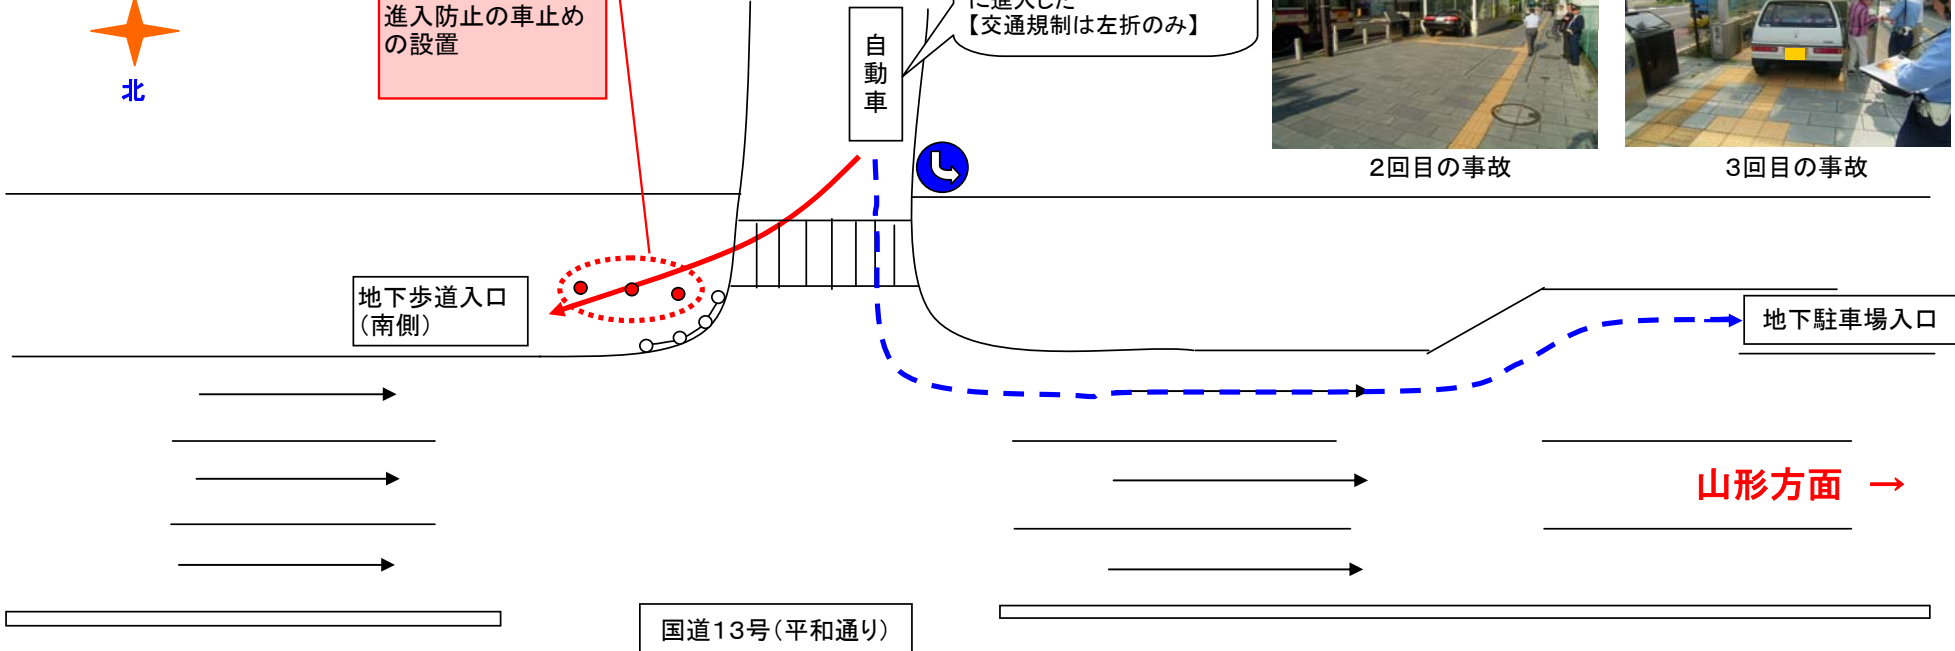 進入防止の車止め
の設置
北
自動車
に進入した
【交通規制は左折のみ】
2回目の事故
3回目の事故
地下歩道入口
（南側）
地下駐車場入口
山形方面　→
国道13号（平和通り）